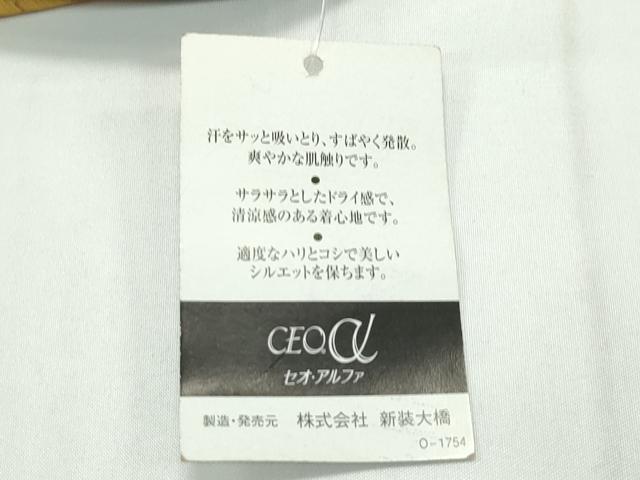 汗をサッと吸いとり、すばやく発散。
爽やかな肌触りです。
●
サラサラとしたドライ感で、
清涼感のある着心地です。
●
適度なハリとコシで美しい
シルエットを保ちます。
CEO.α
セオ・アルファ
製造・発売元 株式会社 新装大橋
O-1754